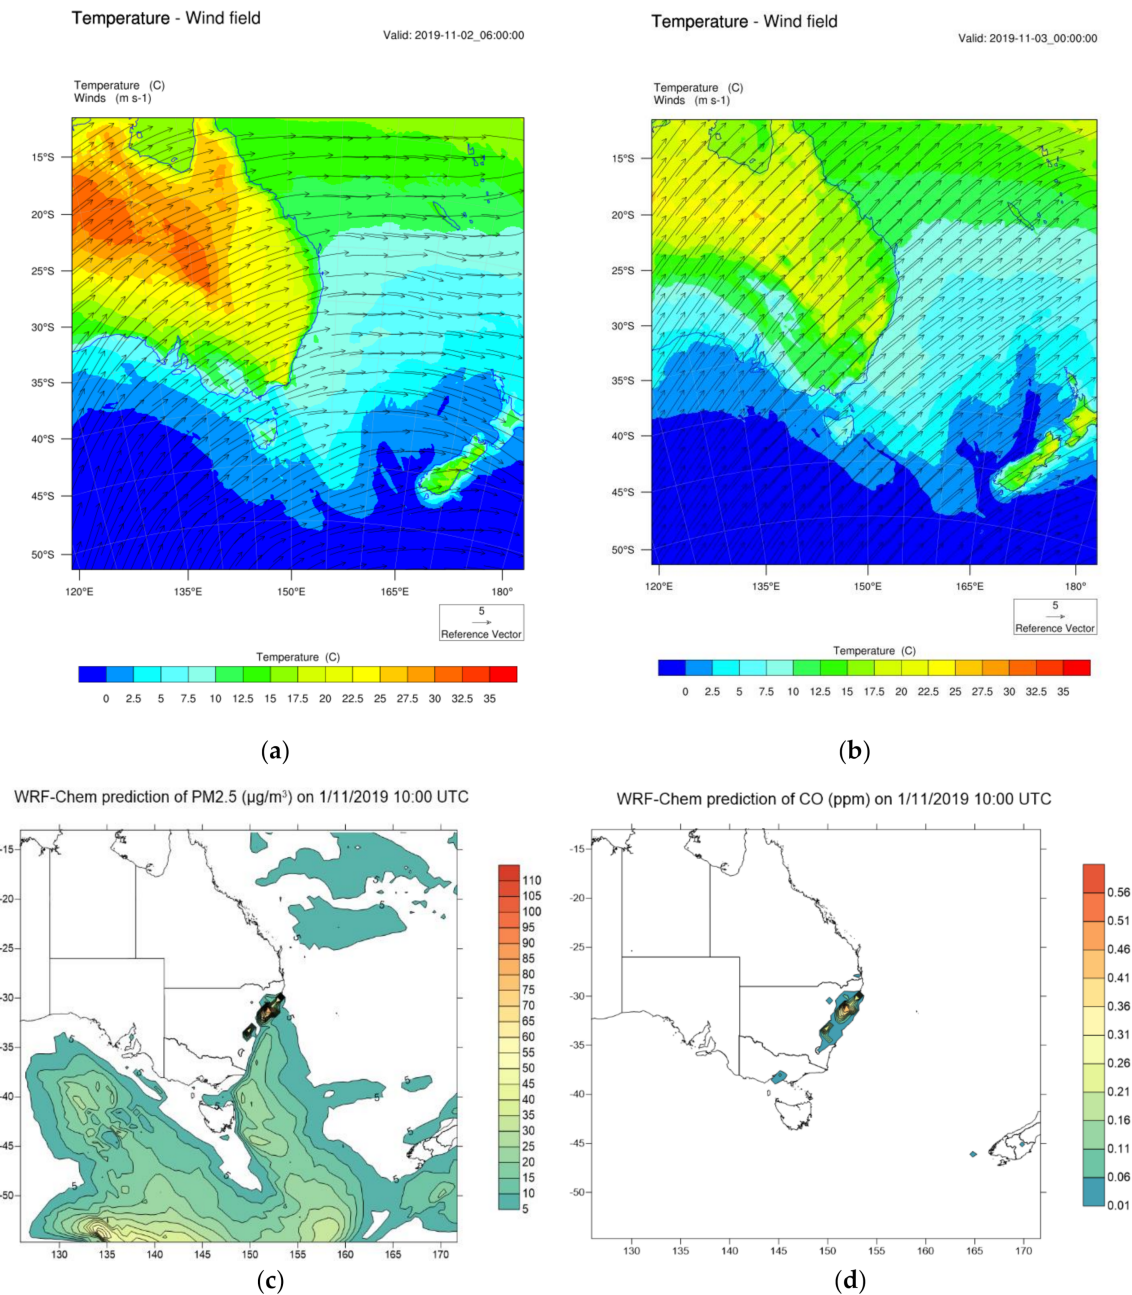 Temperature - Wind field
Valid: 2019-11-02_06:00:00
Temperature (C)
Winds (m s-1)
15°S
20°S
25°S
30°S
35°S
40°S
45°S
50°S
120°E 135°E 150°E 165°E 180°
5
Reference Vector
Temperature (C)
0 2.5 5 7.5 10 12.5 15 17.5 20 22.5 25 27.5 30 32.5 35
(a)
Temperature - Wind field
Valid: 2019-11-03_00:00:00
Temperature (C)
Winds (m s-1)
15°S
20°S
25°S
30°S
35°S
40°S
45°S
50°S
120°E 135°E 150°E 165°E 180°
5
Reference Vector
Temperature (C)
0 2.5 5 7.5 10 12.5 15 17.5 20 22.5 25 27.5 30 32.5 35
(b)
WRF-Chem prediction of PM2.5 (µg/m³) on 1/11/2019 10:00 UTC
-15
-20
-25
-30
-35
-40
-45
-50
130 135 140 145 150 155 160 165 170
110
105
100
95
90
85
80
75
70
65
60
55
50
45
40
35
30
25
20
15
10
5
(c)
WRF-Chem prediction of CO (ppm) on 1/11/2019 10:00 UTC
-15
-20
-25
-30
-35
-40
-45
-50
130 135 140 145 150 155 160 165 170
0.56
0.51
0.46
0.41
0.36
0.31
0.26
0.21
0.16
0.11
0.06
0.01
(d)